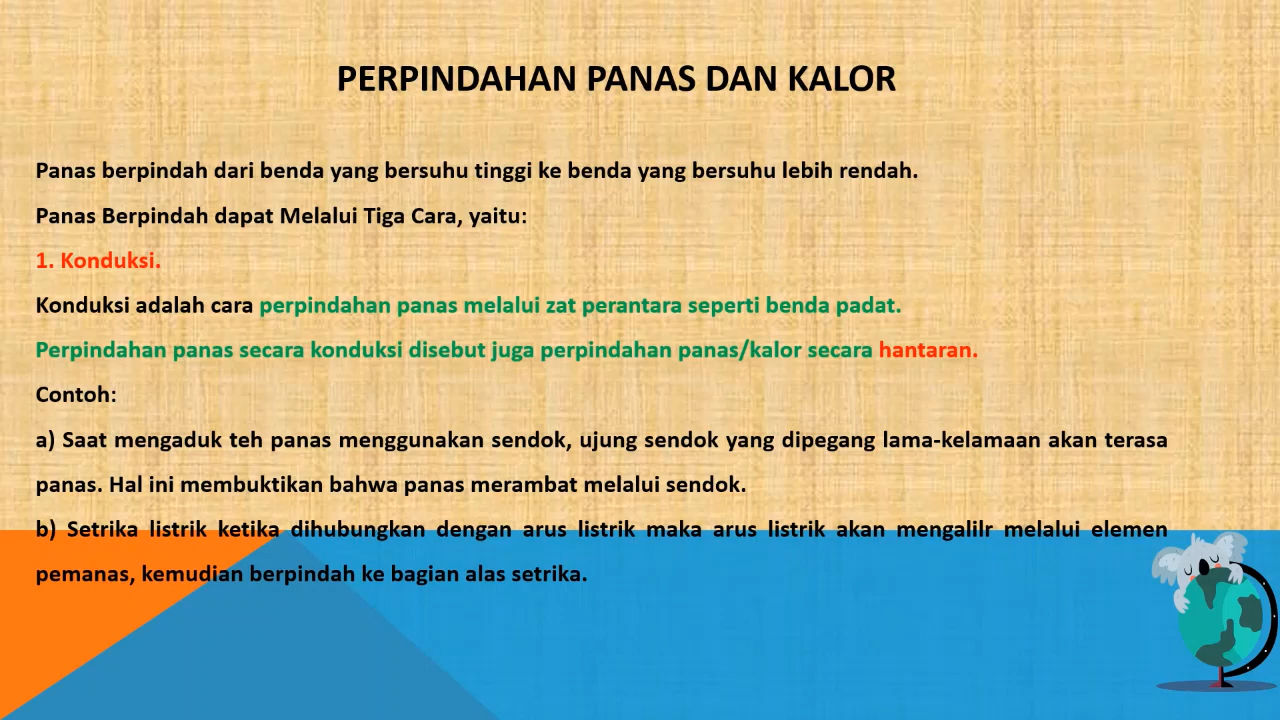 PERPINDAHAN PANAS DAN KALOR
Panas berpindah dari benda yang bersuhu tinggi ke benda yang bersuhu lebih rendah.
Panas Berpindah dapat Melalui Tiga Cara, yaitu:
1. Konduksi.
Konduksi adalah cara perpindahan panas melalui zat perantara seperti benda padat.
Perpindahan panas secara konduksi disebut juga perpindahan panas/kalor secara hantaran.
Contoh:
a) Saat mengaduk teh panas menggunakan sendok, ujung sendok yang dipegang lama-kelamaan akan terasa
panas. Hal ini membuktikan bahwa panas merambat melalui sendok.
b) Setrika listrik ketika dihubungkan dengan arus listrik maka arus listrik akan mengalilr melalui elemen
pemanas, kemudian berpindah ke bagian alas setrika.